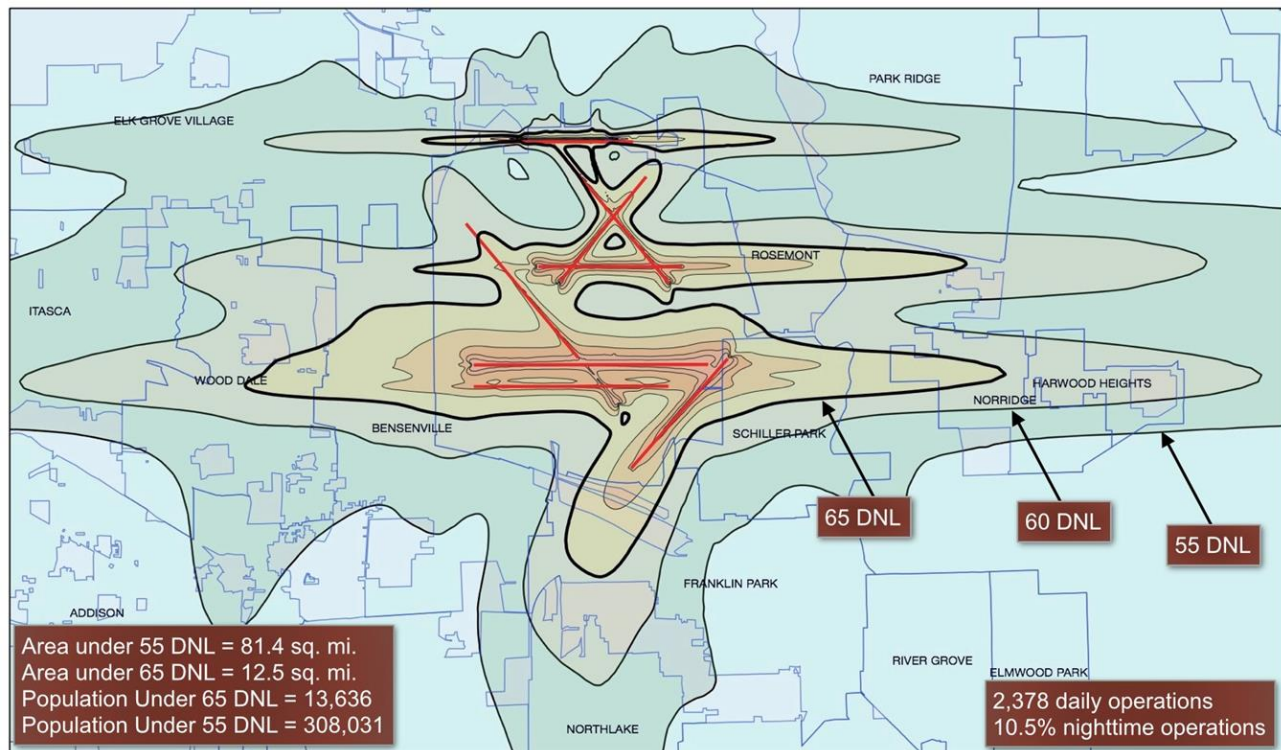 PARK RIDGE
ELK GROVE VILLAGE
ROSEMONT
ITASCA
WOOD DALE
HARWOOD HEIGHTS
NORRIDGE
BENSENVILLE
SCHILLER PARK
65 DNL
60 DNL
55 DNL
FRANKLIN PARK
ADDISON
Area under 55 DNL = 81.4 sq. mi.
Area under 65 DNL = 12.5 sq. mi.
Population Under 65 DNL = 13,636
Population Under 55 DNL = 308,031
RIVER GROVE
ELMWOOD PARK
2,378 daily operations
10.5% nighttime operations
NORTHLAKE